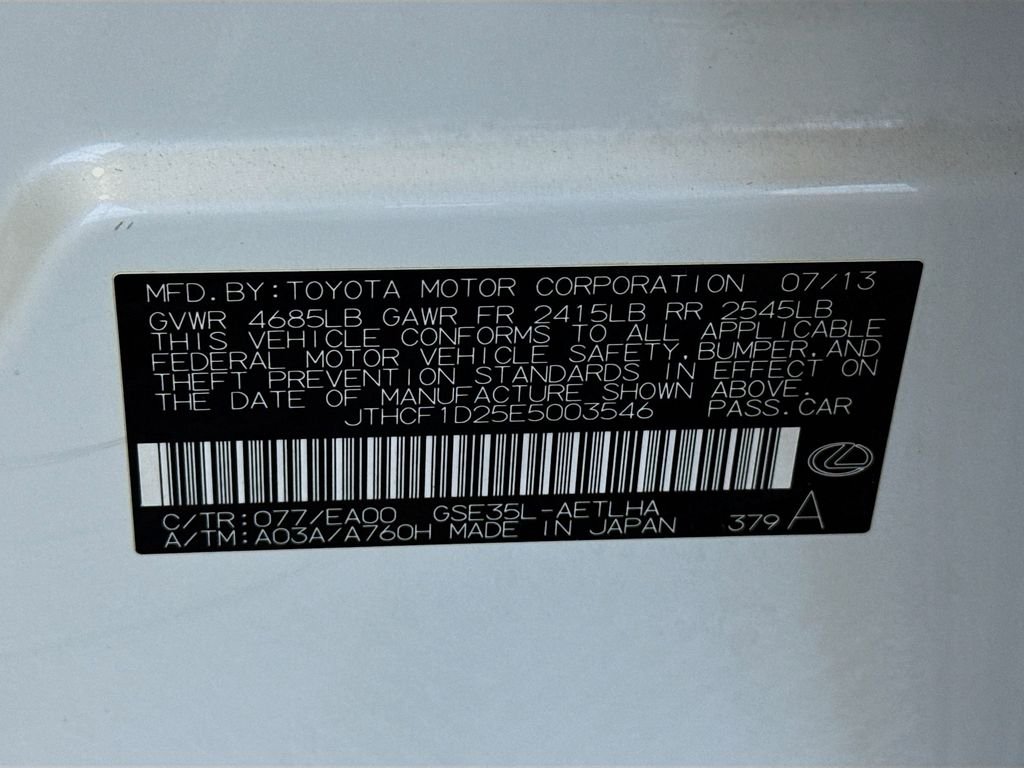 MFD.BY:TOYOTA MOTOR CORPORATION 07/13
GVWR 4685LB GAWR FR 2415LB RR 2545LB
THIS VEHICLE CONFORMS TO ALL APPLICABLE
FEDERAL MOTOR VEHICLE SAFETY,BUMPER,AND
THEFT PREVENTION STANDARDS IN EFFECT ON
THE DATE OF MANUFACTURE SHOWN ABOVE.
JTHCF1D25E5003546 PASS.CAR
C/TR:077/EA00 GSE35L-AETLHA
A/TM:A03A/A760H MADE IN JAPAN 379 A